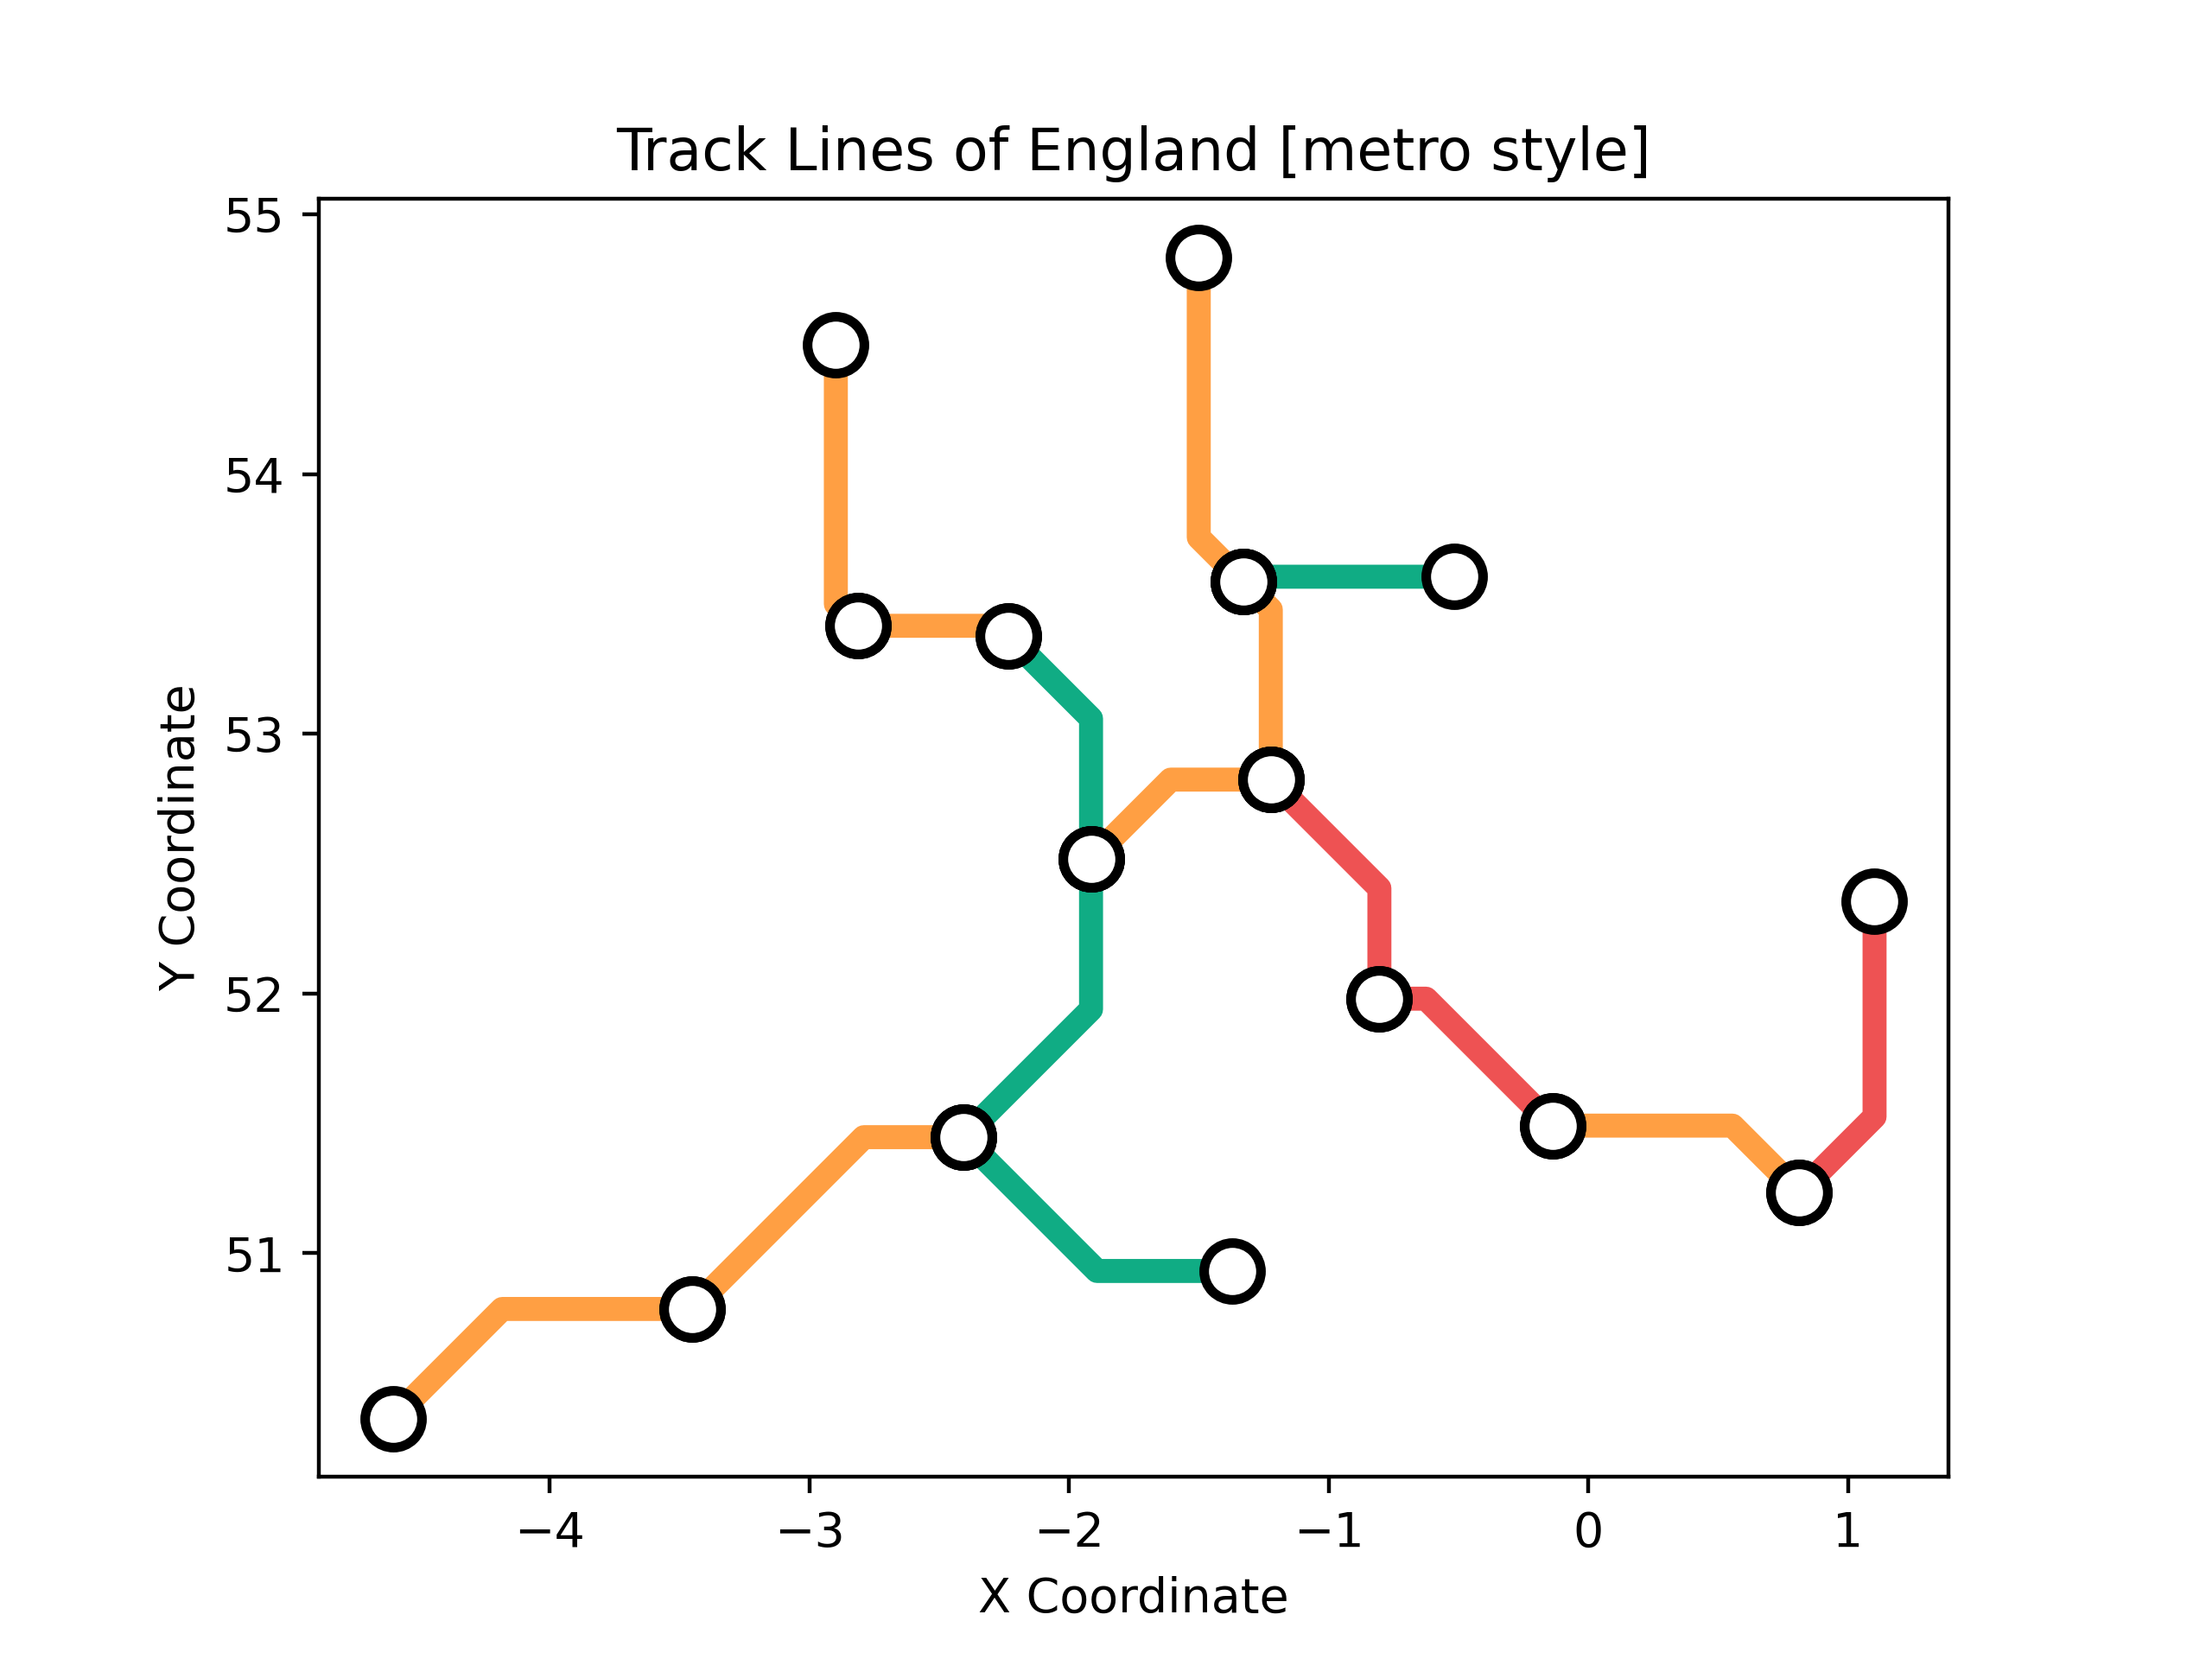 Track Lines of England [metro style]
55
54
53
52
51
Y Coordinate
−4 −3 −2 −1 0 1
X Coordinate